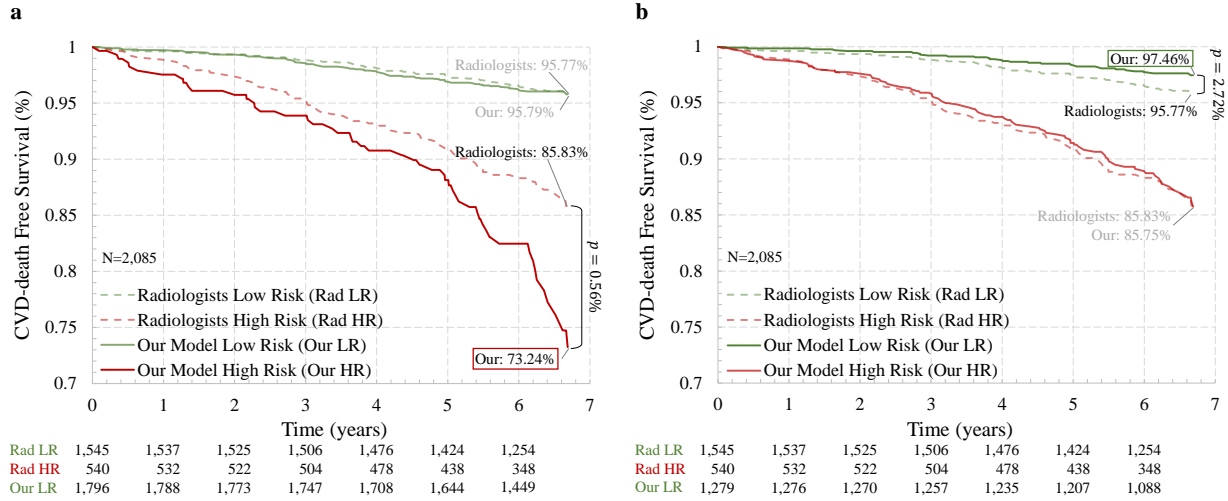 a
CVD-death Free Survival (%)
1
0.95
0.9
0.85
0.8
0.75
0.7
Radiologists: 95.77%
Our: 95.79%
Radiologists: 85.83%
p = 0.56%
Our: 73.24%
N=2,085
Radiologists Low Risk (Rad LR)
Radiologists High Risk (Rad HR)
Our Model Low Risk (Our LR)
Our Model High Risk (Our HR)
0 1 2 3 4 5 6 7
Time (years)
Rad LR 1,545 1,537 1,525 1,506 1,476 1,424 1,254
Rad HR 540 532 522 504 478 438 348
Our LR 1,796 1,788 1,773 1,747 1,708 1,644 1,449
b
CVD-death Free Survival (%)
1
0.95
0.9
0.85
0.8
0.75
0.7
Our: 97.46%
p = 2.72%
Radiologists: 95.77%
Radiologists: 85.83%
Our: 85.75%
N=2,085
Radiologists Low Risk (Rad LR)
Radiologists High Risk (Rad HR)
Our Model Low Risk (Our LR)
Our Model High Risk (Our HR)
0 1 2 3 4 5 6 7
Time (years)
Rad LR 1,545 1,537 1,525 1,506 1,476 1,424 1,254
Rad HR 540 532 522 504 478 438 348
Our LR 1,279 1,276 1,270 1,257 1,235 1,207 1,088